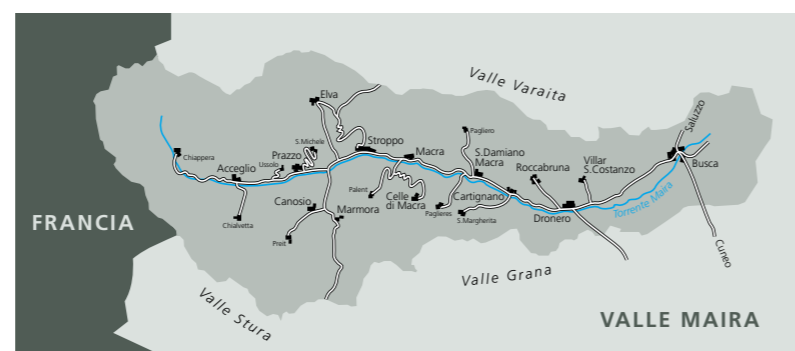 Valle Varaita
Elva
Saluzzo
Pagliero
S.Michele
Stroppo
Chiappera
Prazzo
Macra
S.Damiano
Macra
Villar
S.Costanzo
Ussolo
Acceglio
Roccabruna
Busca
Palent
Celle
di Macra
Cartignano
Canosio
Marmora
Paglieres
S.Margherita
Dronero
Torrente Maira
FRANCIA
Chialvetta
Preit
Cuneo
Valle Grana
Valle Stura
VALLE MAIRA